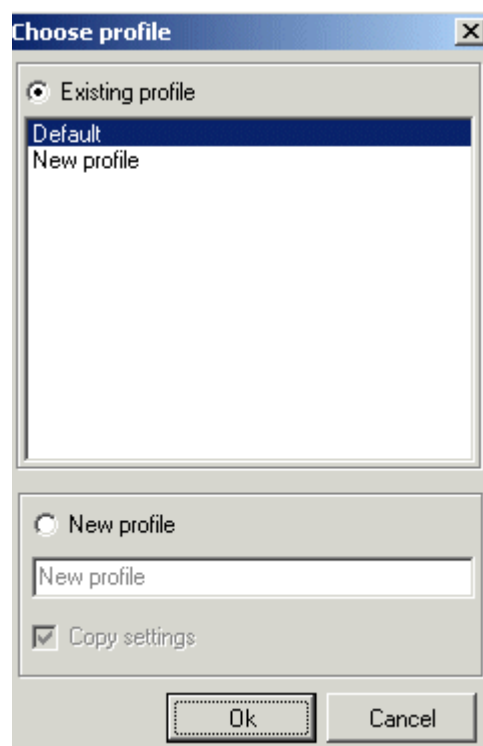 Choose profile
Existing profile
Default
New profile
New profile
New profile
Copy settings
Ok Cancel